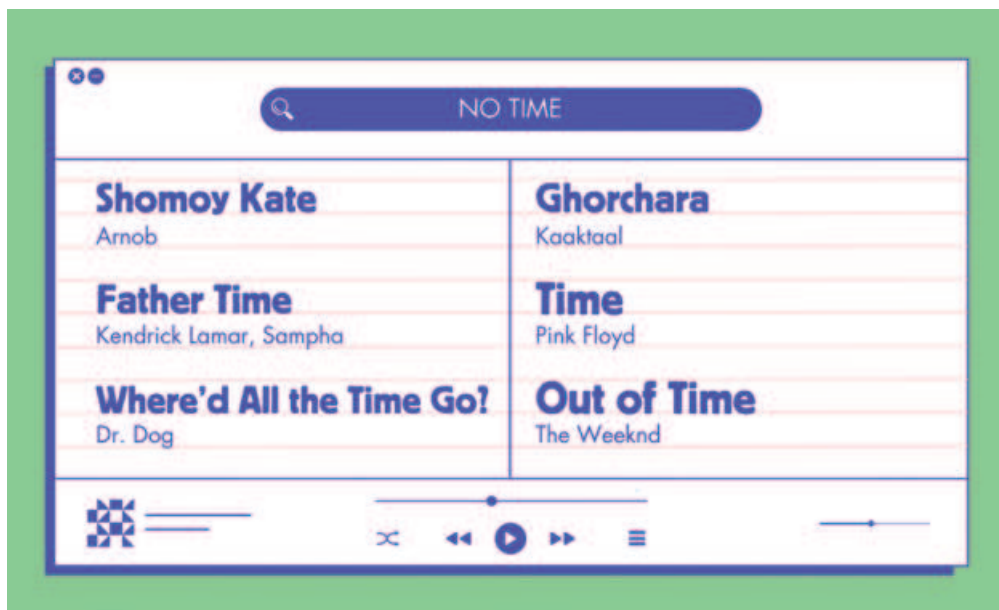 NO TIME
Shomoy Kate
Arnob
Father Time
Kendrick Lamar, Sampha
Where'd All the Time Go?
Dr. Dog
Ghorchara
Kaaktaal
Time
Pink Floyd
Out of Time
The Weeknd